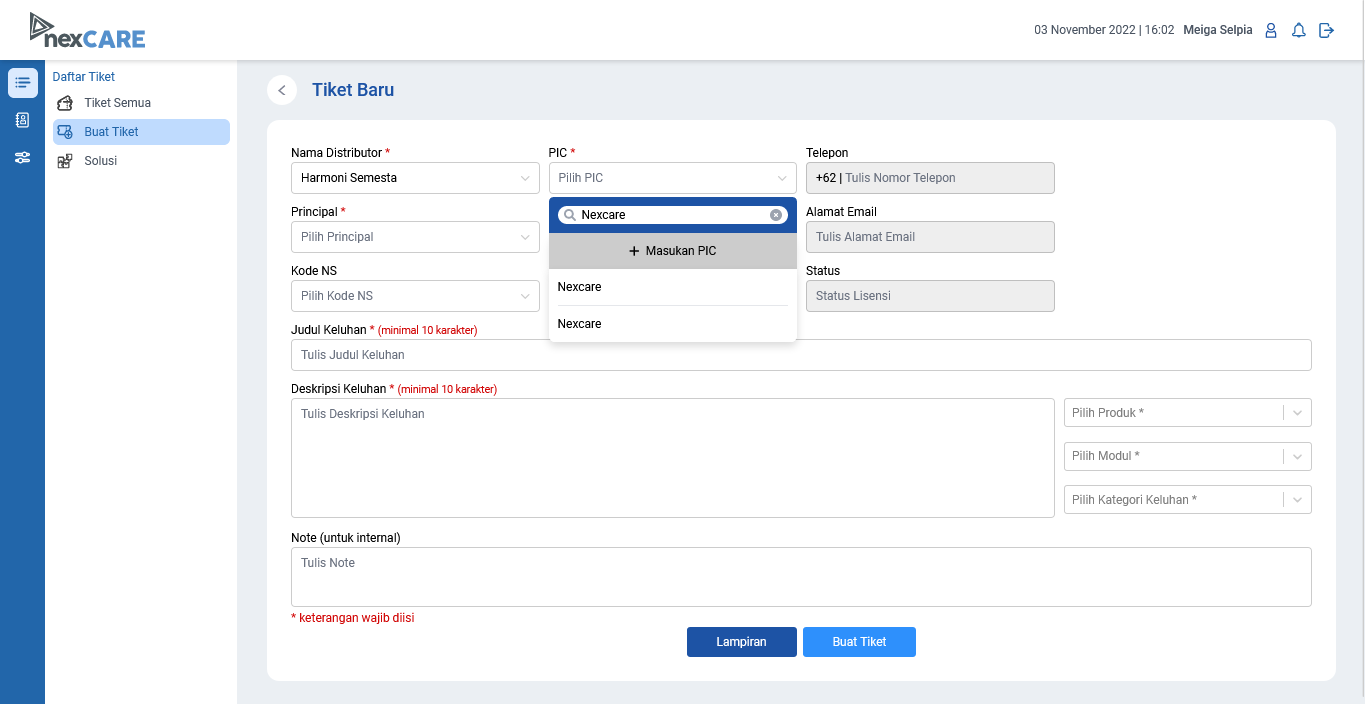 nexCARE
03 November 2022 | 16:02 Meiga Selpia
Daftar Tiket
Tiket Semua
Buat Tiket
Solusi
Tiket Baru
Nama Distributor * PIC * Telepon
Harmoni Semesta Pilih PIC +62 | Tulis Nomor Telepon
Principal * Nexcare Alamat Email
Pilih Principal + Masukan PIC Tulis Alamat Email
Kode NS Nexcare Status
Pilih Kode NS Nexcare Status Lisensi
Judul Keluhan * (minimal 10 karakter)
Tulis Judul Keluhan
Deskripsi Keluhan * (minimal 10 karakter)
Tulis Deskripsi Keluhan Pilih Produk *
Pilih Modul *
Pilih Kategori Keluhan *
Note (untuk internal)
Tulis Note
* keterangan wajib diisi
Lampiran Buat Tiket